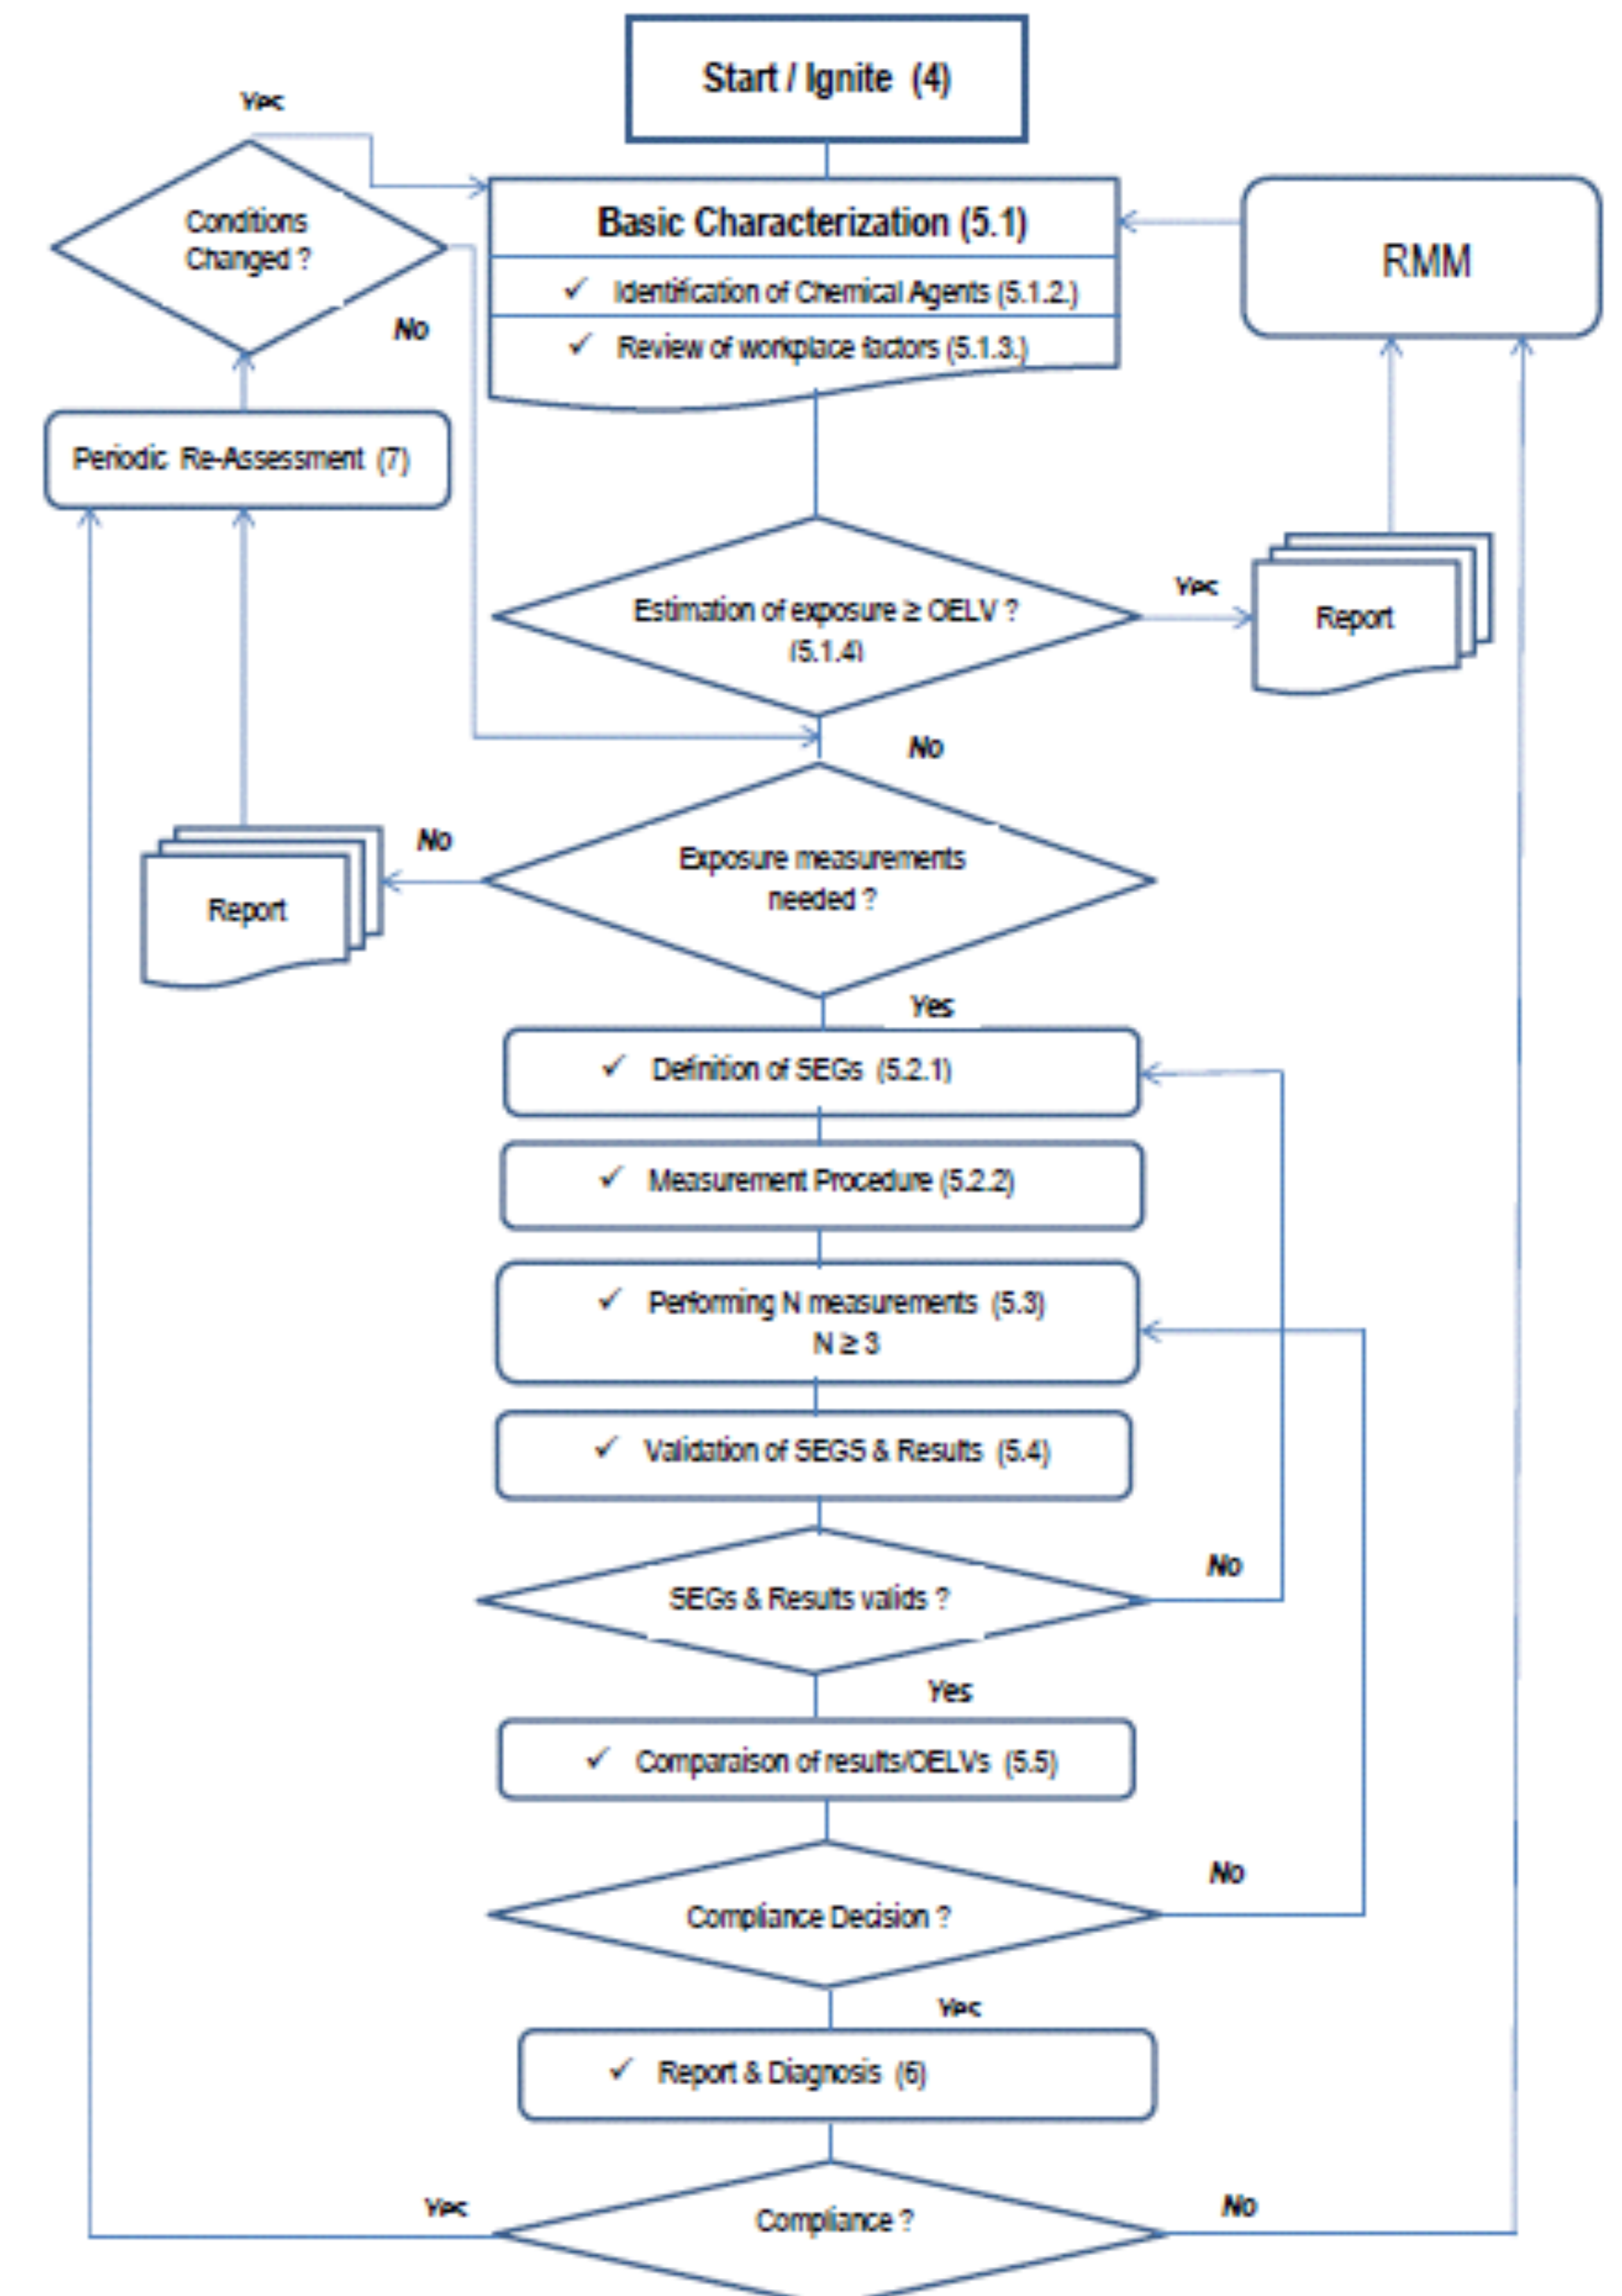 Start / Ignite (4)
Yes
Conditions
Changed ?
No
Basic Characterization (5.1)
✓ Identification of Chemical Agents (5.1.2.)
✓ Review of workplace factors (5.1.3.)
RMM
Periodic Re-Assessment (7)
Estimation of exposure ≥ OELV ?
(5.1.4)
Yes
Report
No
Exposure measurements
needed ?
No
Report
Yes
✓ Definition of SEGs (5.2.1)
✓ Measurement Procedure (5.2.2)
✓ Performing N measurements (5.3)
N ≥ 3
✓ Validation of SEGS & Results (5.4)
SEGs & Results valids ?
No
Yes
✓ Comparaison of results/OELVs (5.5)
Compliance Decision ?
No
Yes
✓ Report & Diagnosis (6)
Yes
Compliance ?
No